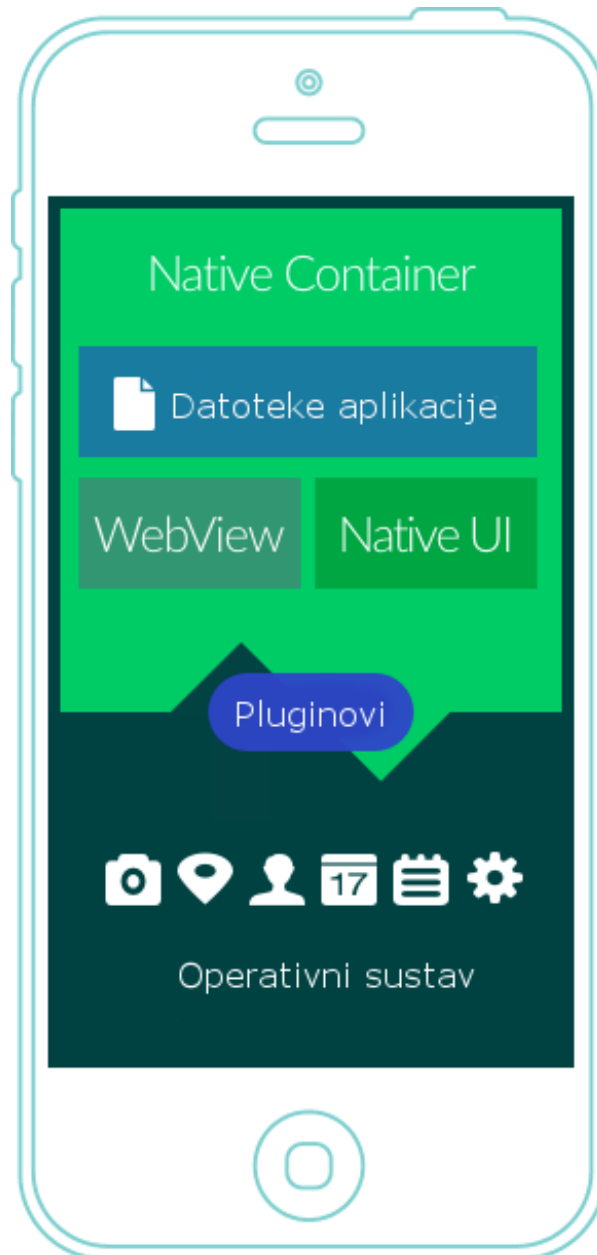 Native Container
Datoteke aplikacije
WebView
Native UI
Pluginovi
17
Operativni sustav